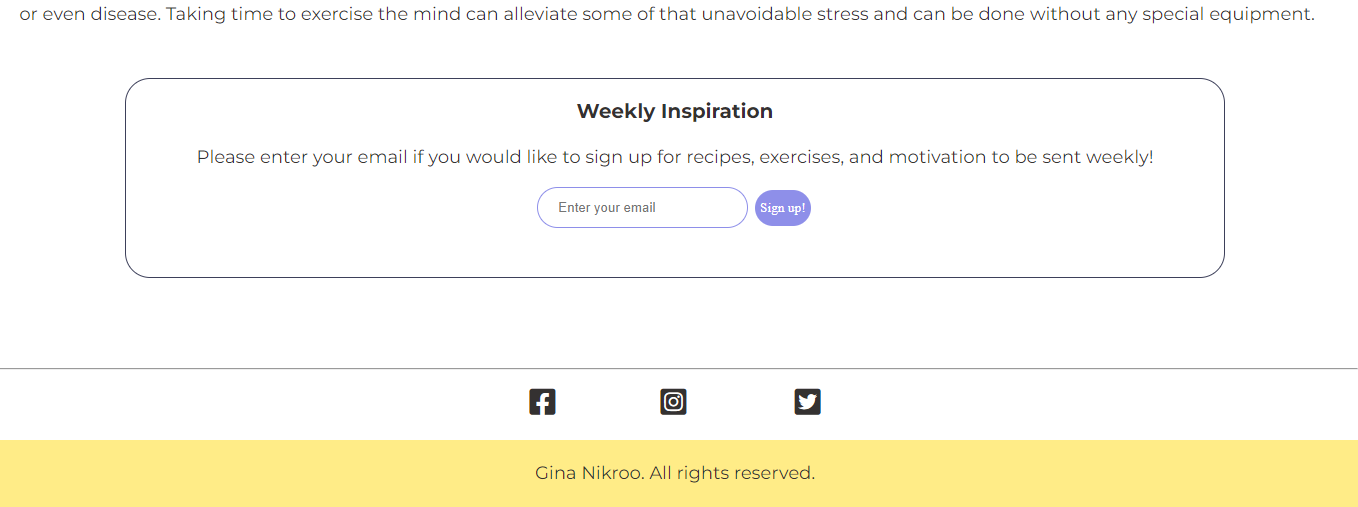 or even disease. Taking time to exercise the mind can alleviate some of that unavoidable stress and can be done without any special equipment.
Weekly Inspiration
Please enter your email if you would like to sign up for recipes, exercises, and motivation to be sent weekly!
Enter your email Sign up!
Gina Nikroo. All rights reserved.